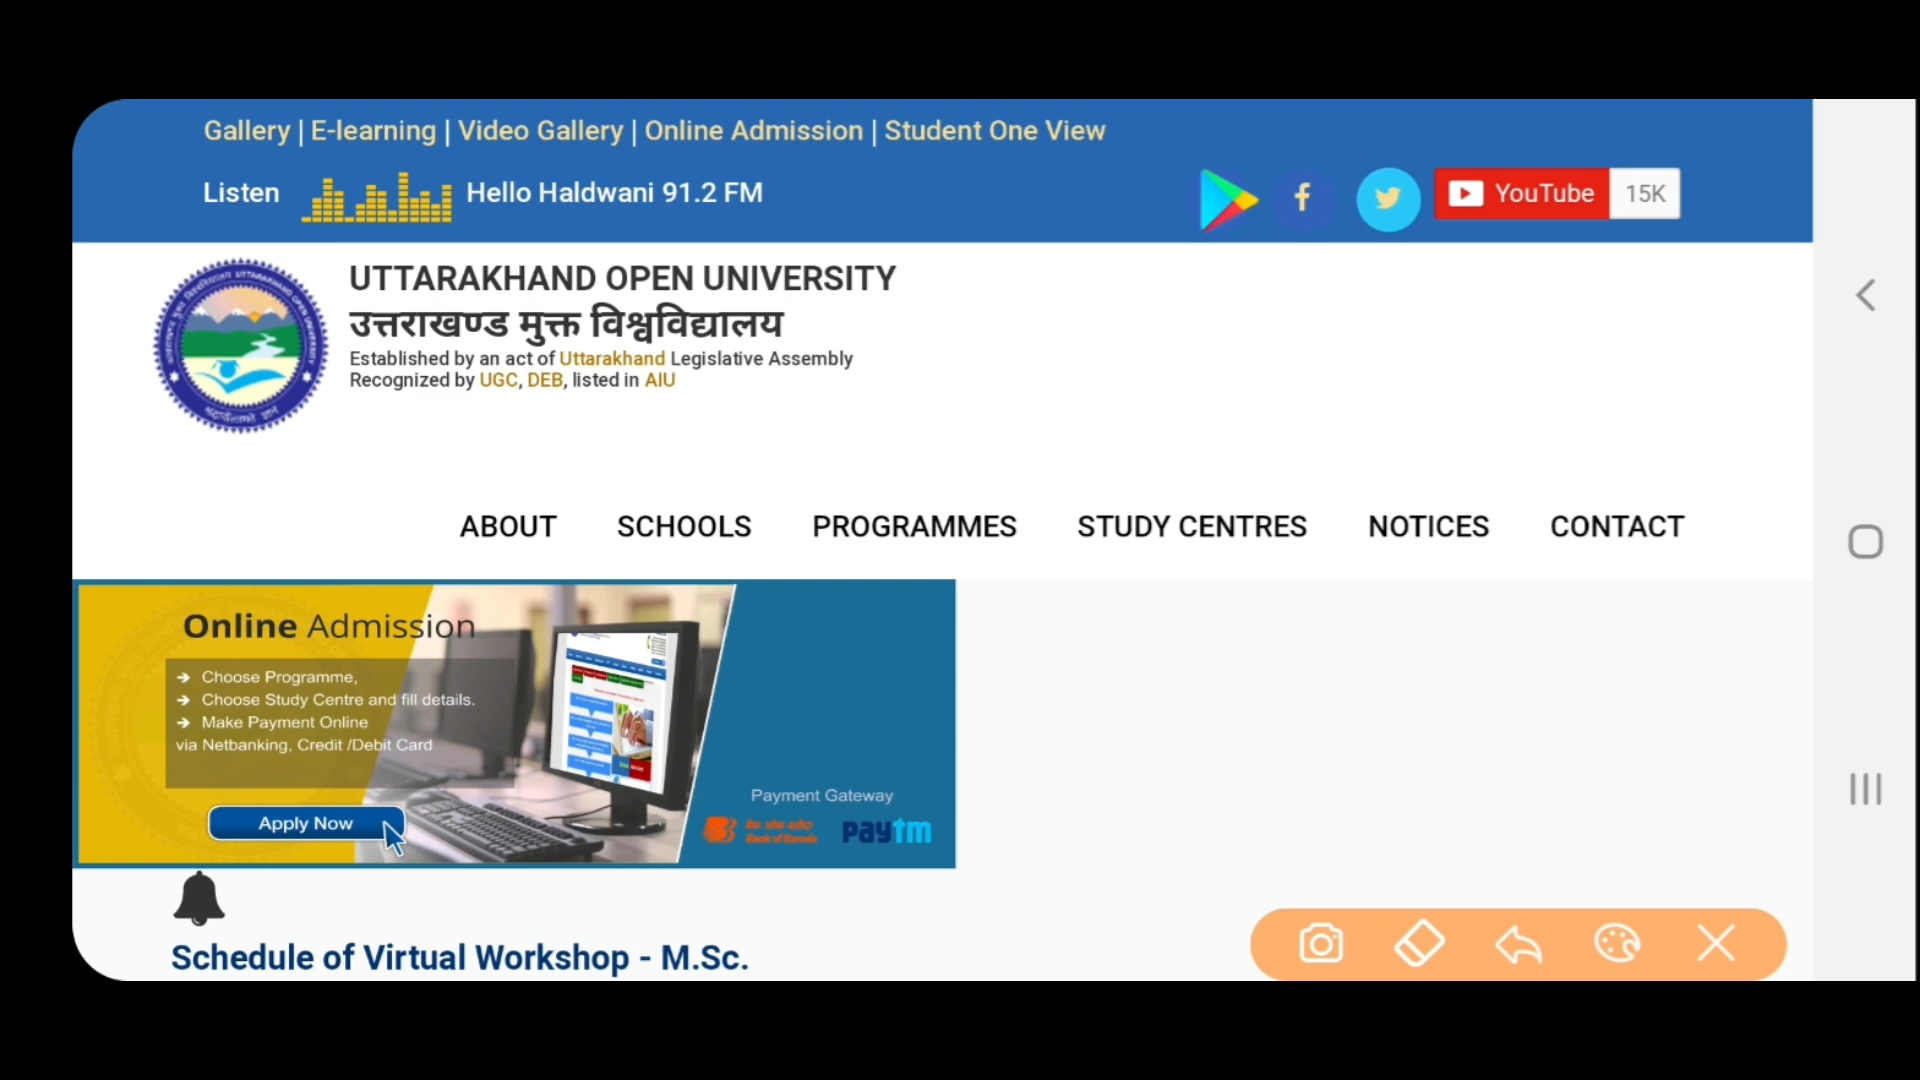 Gallery | E-learning | Video Gallery | Online Admission | Student One View
Listen Hello Haldwani 91.2 FM
YouTube 15K
UTTARAKHAND OPEN UNIVERSITY
उत्तराखण्ड मुक्त विश्वविद्यालय
Established by an act of Uttarakhand Legislative Assembly
Recognized by UGC, DEB, listed in AIU
ABOUT SCHOOLS PROGRAMMES STUDY CENTRES NOTICES CONTACT
Online Admission
Choose Programme,
Choose Study Centre and fill details.
Make Payment Online
via Netbanking, Credit /Debit Card
Apply Now
Payment Gateway
Bank of Baroda paytm
Schedule of Virtual Workshop - M.Sc.